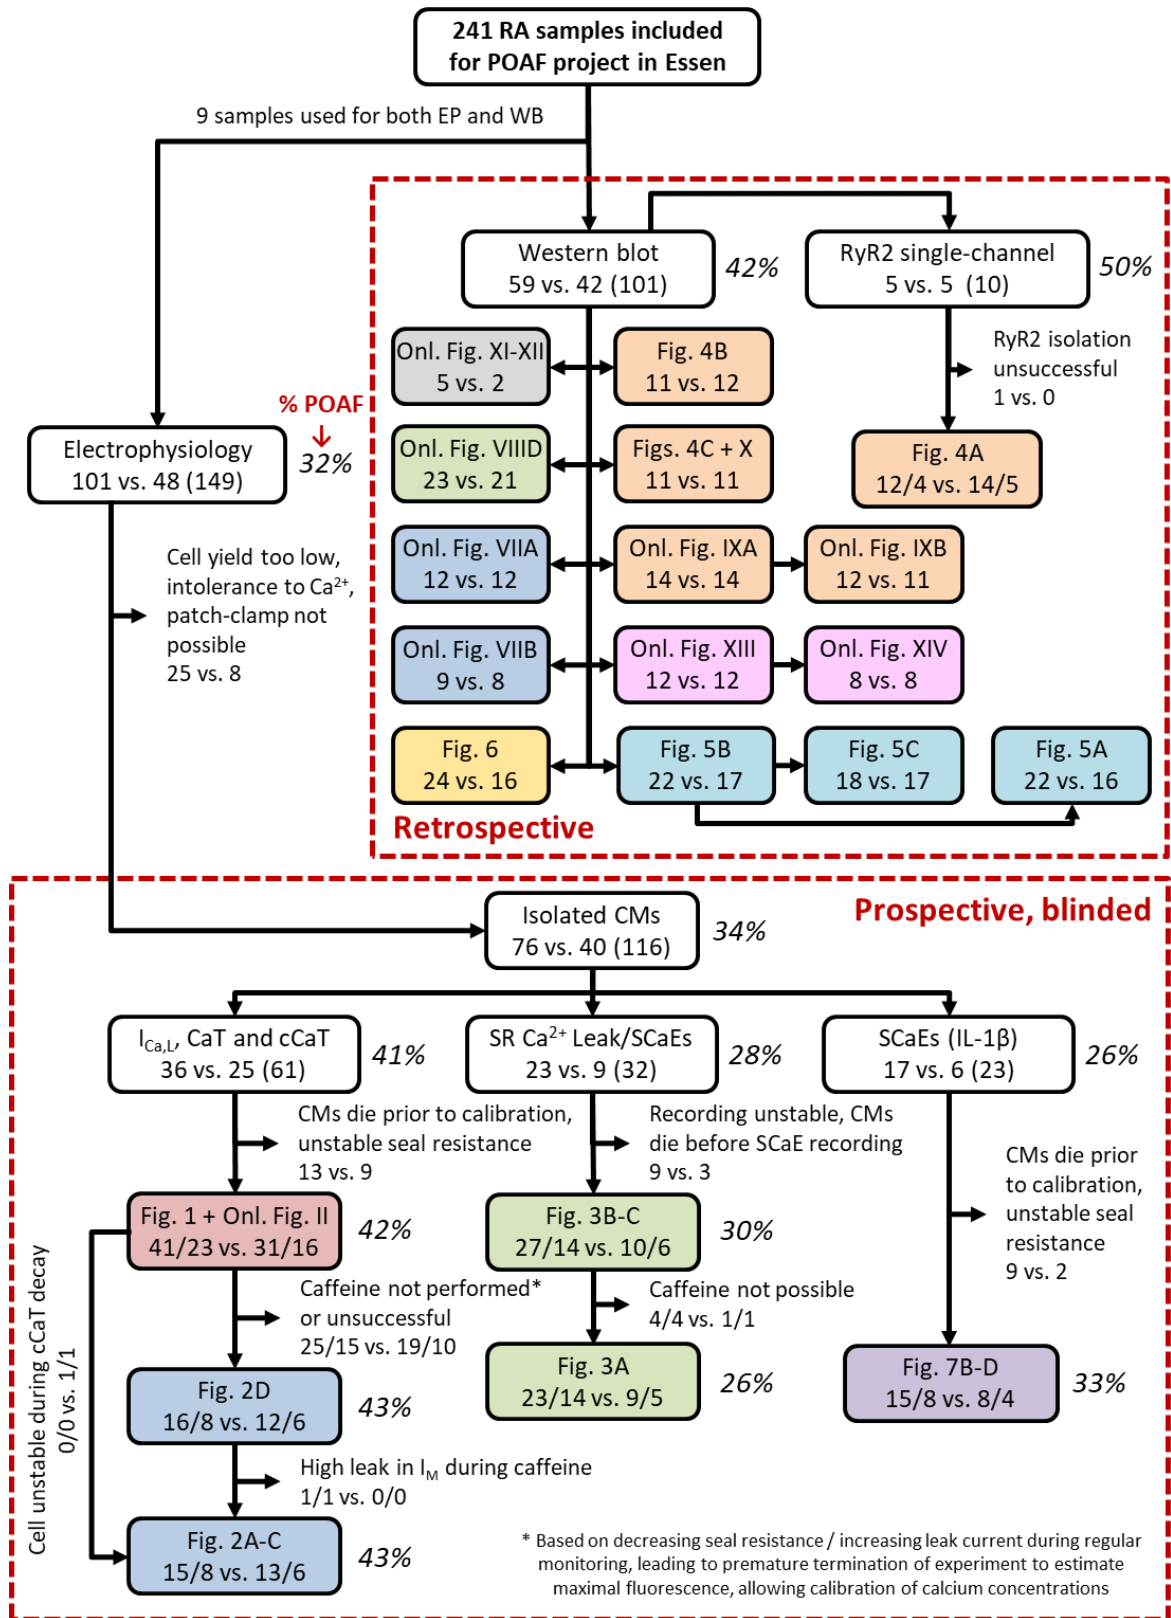 241 RA samples included
for POAF project in Essen
9 samples used for both EP and WB
Western blot
59 vs. 42 (101)
42%
RyR2 single-channel
5 vs. 5 (10)
50%
RyR2 isolation
unsuccessful
1 vs. 0
Onl. Fig. XI-XII
5 vs. 2
Fig. 4B
11 vs. 12
% POAF
Electrophysiology
101 vs. 48 (149)
32%
Onl. Fig. VIIID
23 vs. 21
Figs. 4C + X
11 vs. 11
Fig. 4A
12/4 vs. 14/5
Cell yield too low,
intolerance to Ca²⁺,
patch-clamp not
possible
25 vs. 8
Onl. Fig. VIIA
12 vs. 12
Onl. Fig. IXA
14 vs. 14
Onl. Fig. IXB
12 vs. 11
Onl. Fig. VIIB
9 vs. 8
Onl. Fig. XIII
12 vs. 12
Onl. Fig. XIV
8 vs. 8
Fig. 6
24 vs. 16
Fig. 5B
22 vs. 17
Fig. 5C
18 vs. 17
Fig. 5A
22 vs. 16
Retrospective
Prospective, blinded
Isolated CMs
76 vs. 40 (116)
34%
I_Ca,L, CaT and cCaT
36 vs. 25 (61)
41%
SR Ca²⁺ Leak/SCaEs
23 vs. 9 (32)
28%
SCaEs (IL-1β)
17 vs. 6 (23)
26%
CMs die prior to calibration,
unstable seal resistance
13 vs. 9
Recording unstable, CMs
die before SCaE recording
9 vs. 3
CMs die prior
to calibration,
unstable seal
resistance
9 vs. 2
Fig. 1 + Onl. Fig. II
41/23 vs. 31/16
42%
Fig. 3B-C
27/14 vs. 10/6
30%
Cell unstable during cCaT decay
0/0 vs. 1/1
Caffeine not performed*
or unsuccessful
25/15 vs. 19/10
Caffeine not possible
4/4 vs. 1/1
Fig. 2D
16/8 vs. 12/6
43%
Fig. 3A
23/14 vs. 9/5
26%
Fig. 7B-D
15/8 vs. 8/4
33%
High leak in I_M during caffeine
1/1 vs. 0/0
Fig. 2A-C
15/8 vs. 13/6
43%
* Based on decreasing seal resistance / increasing leak current during regular
monitoring, leading to premature termination of experiment to estimate
maximal fluorescence, allowing calibration of calcium concentrations